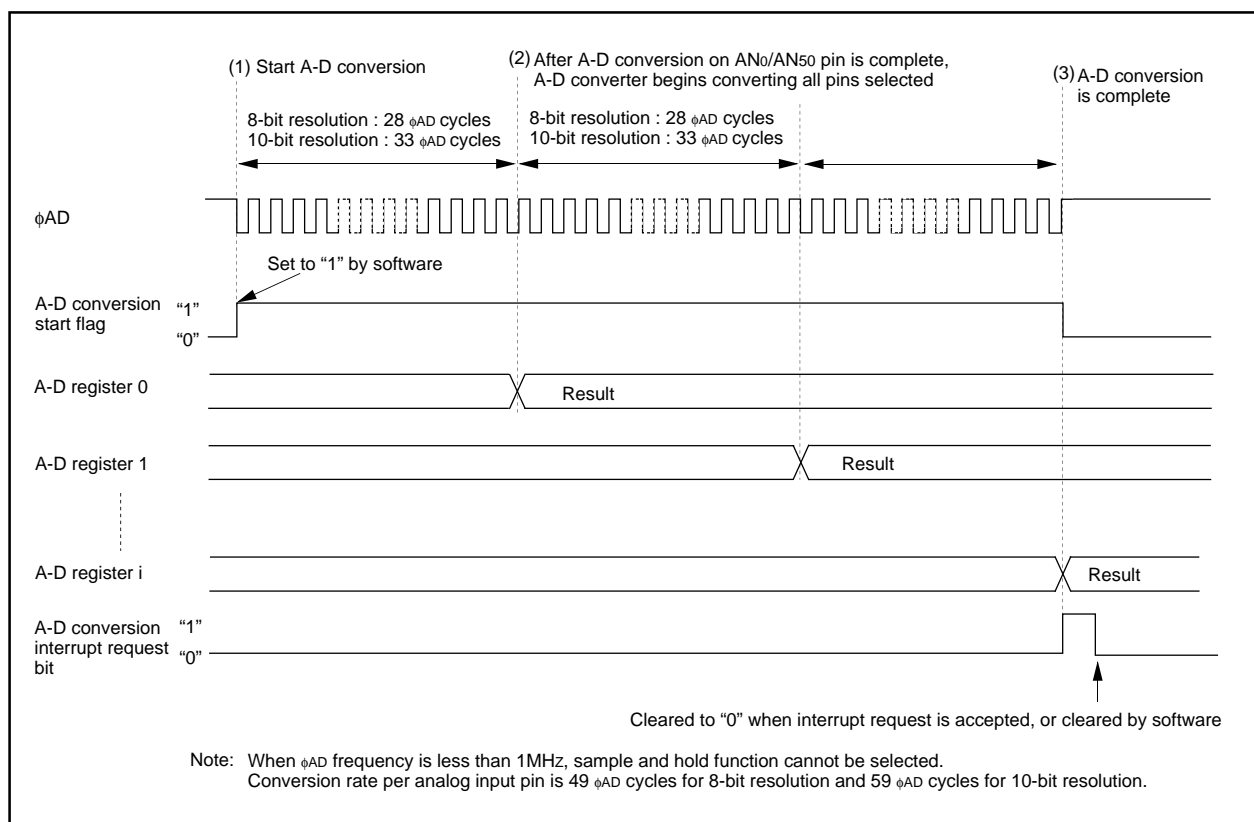 (1) Start A-D conversion
(2) After A-D conversion on AN0/AN50 pin is complete,
A-D converter begins converting all pins selected
(3) A-D conversion
is complete
8-bit resolution : 28 ϕAD cycles
10-bit resolution : 33 ϕAD cycles
8-bit resolution : 28 ϕAD cycles
10-bit resolution : 33 ϕAD cycles
ϕAD
Set to “1” by software
A-D conversion
start flag
“1”
“0”
A-D register 0
Result
A-D register 1
Result
A-D register i
Result
A-D conversion
interrupt request
bit
“1”
“0”
Cleared to “0” when interrupt request is accepted, or cleared by software
Note: When ϕAD frequency is less than 1MHz, sample and hold function cannot be selected.
Conversion rate per analog input pin is 49 ϕAD cycles for 8-bit resolution and 59 ϕAD cycles for 10-bit resolution.